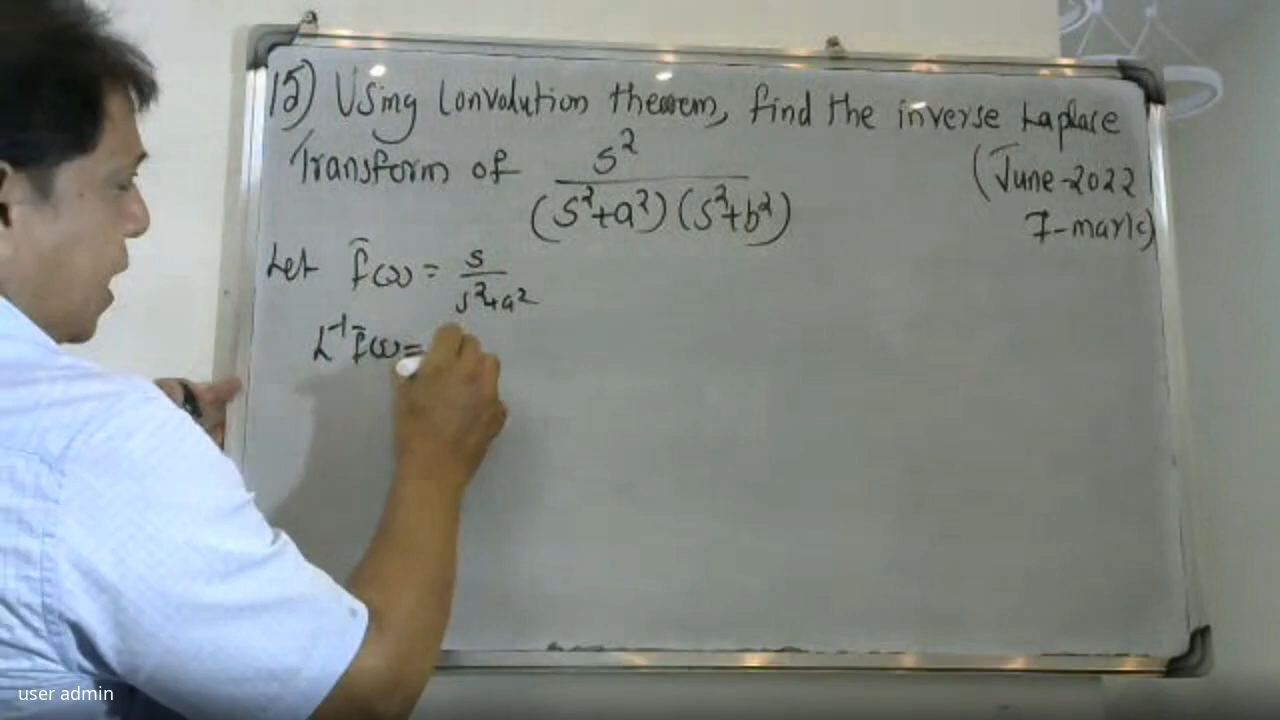 15) Using Convolution theorem, find the inverse Laplace
Transform of s²/((s²+a²)(s²+b²))
(June-2022
7-mark)
Let f̄(s) = s/(s²+a²)
L⁻¹ f̄(s) =
user admin